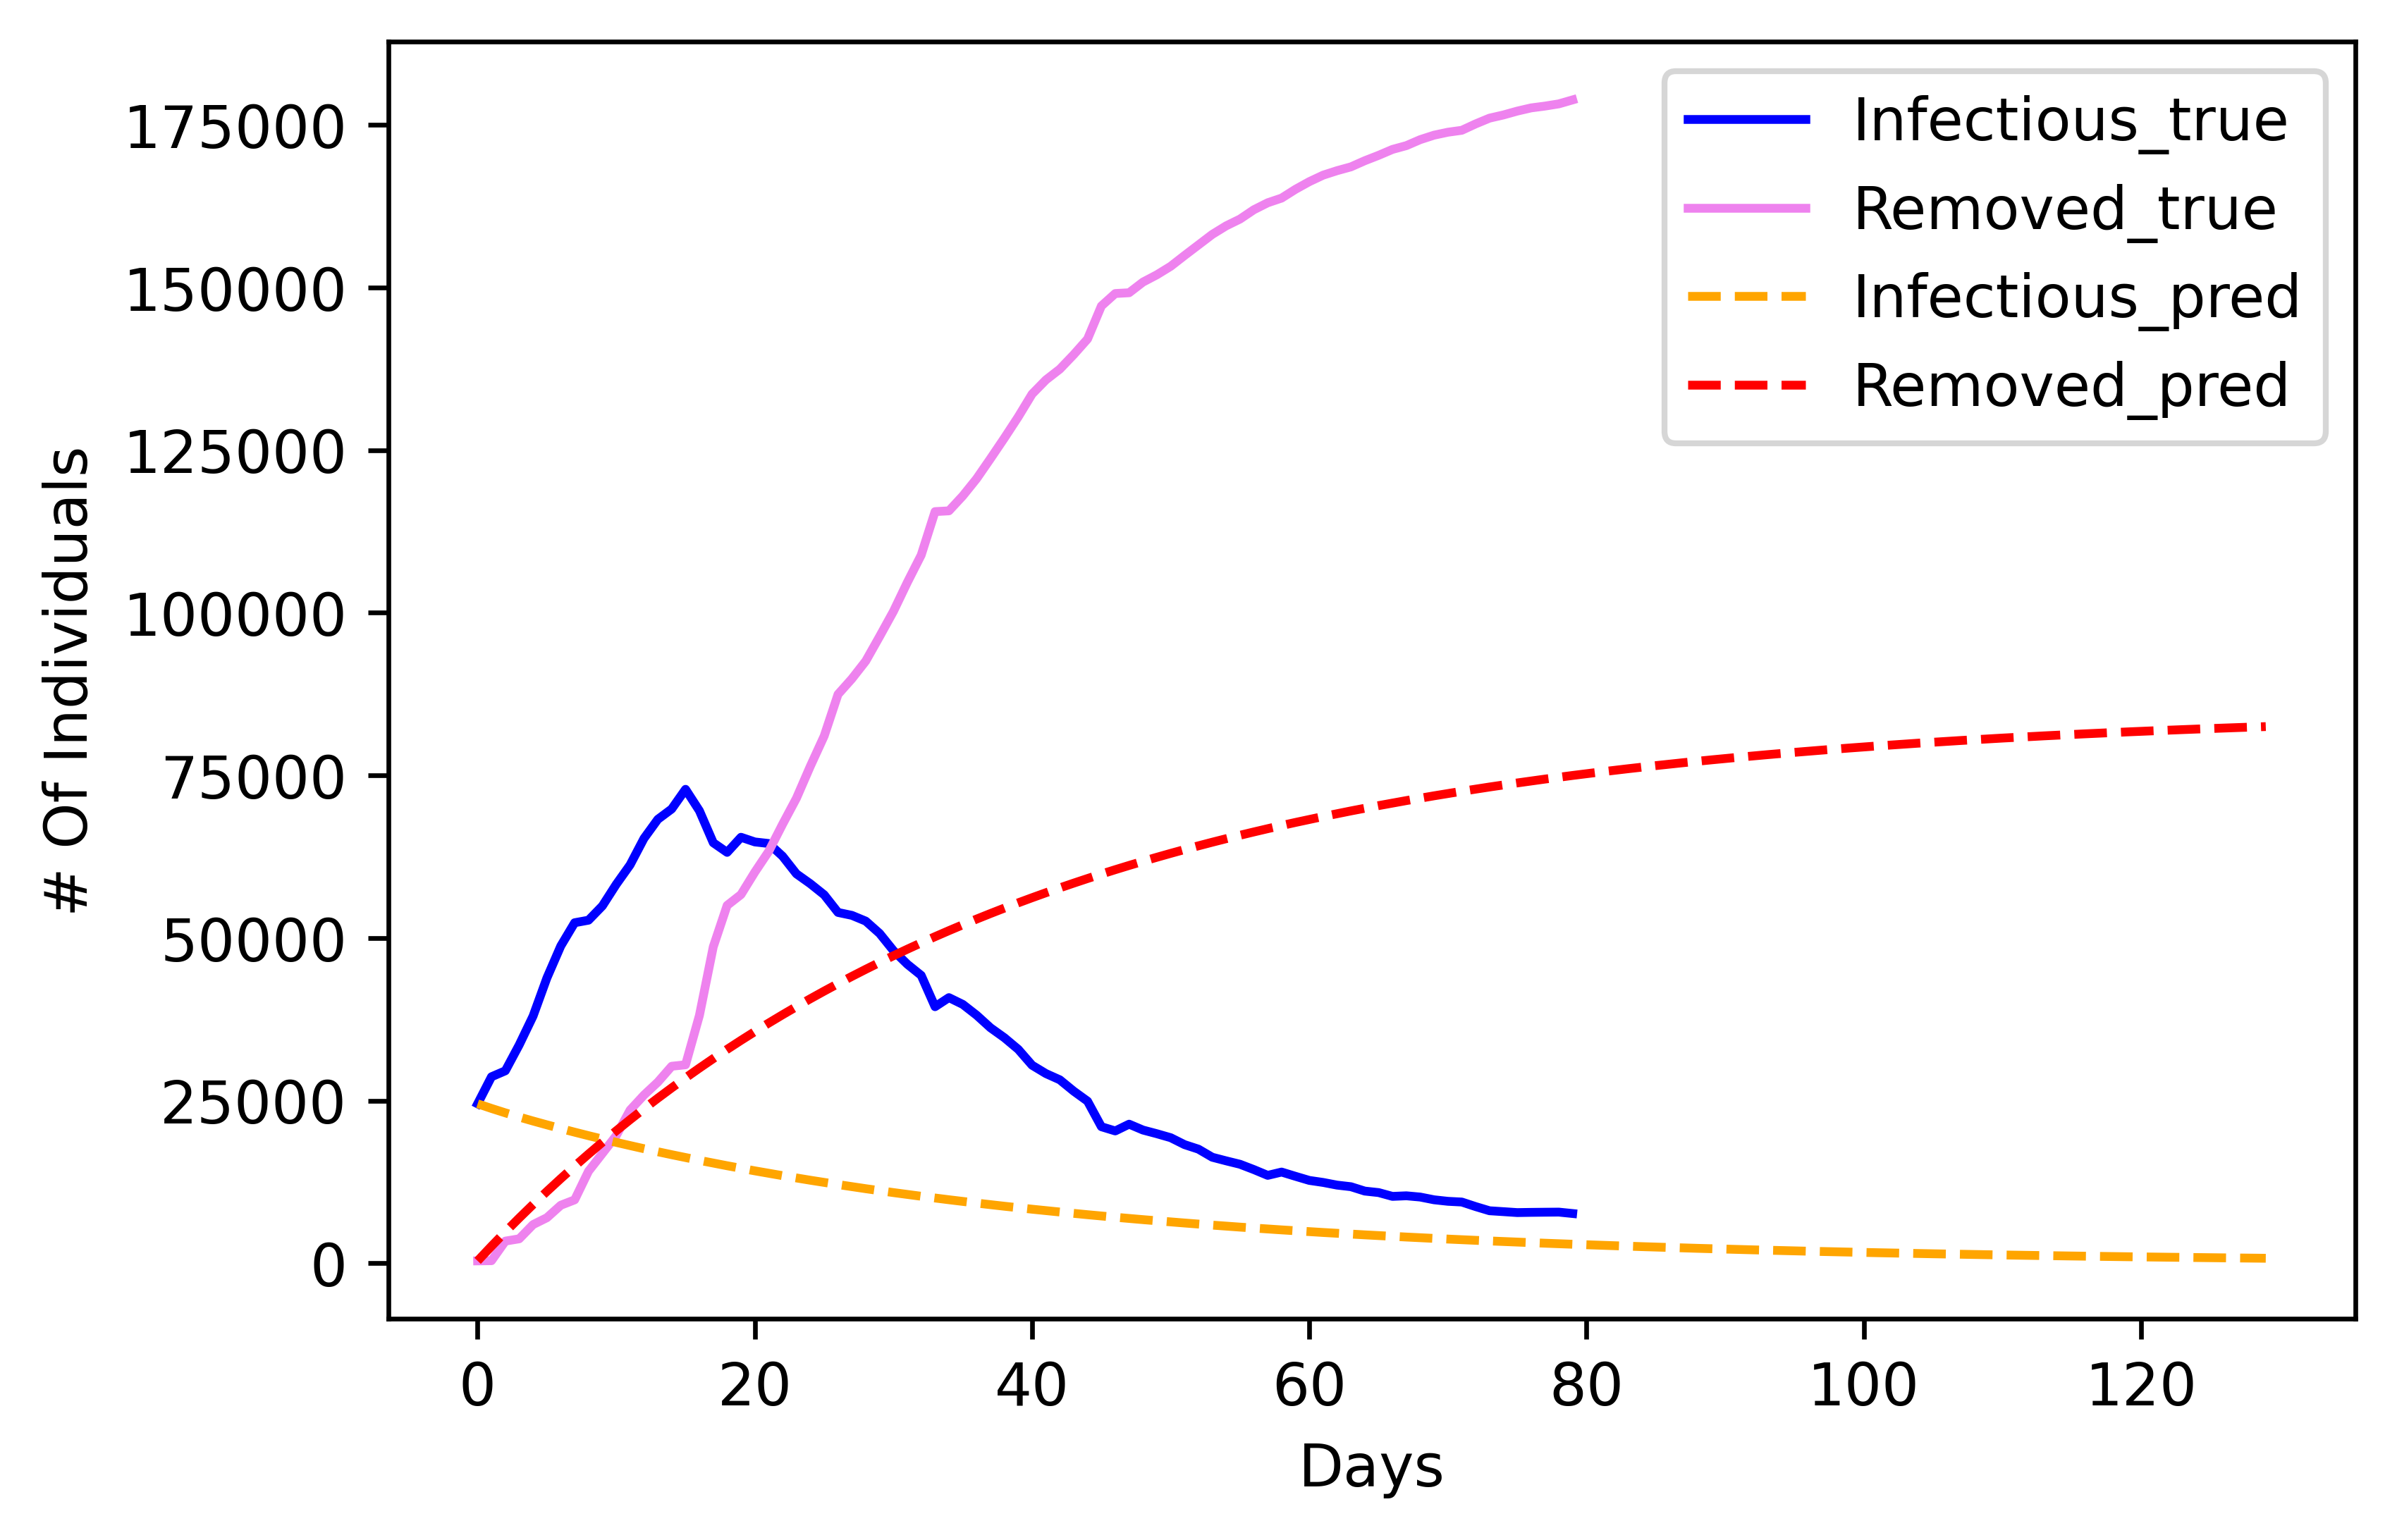 # Of Individuals
175000
150000
125000
100000
75000
50000
25000
0
Infectious_true
Removed_true
Infectious_pred
Removed_pred
0 20 40 60 80 100 120
Days